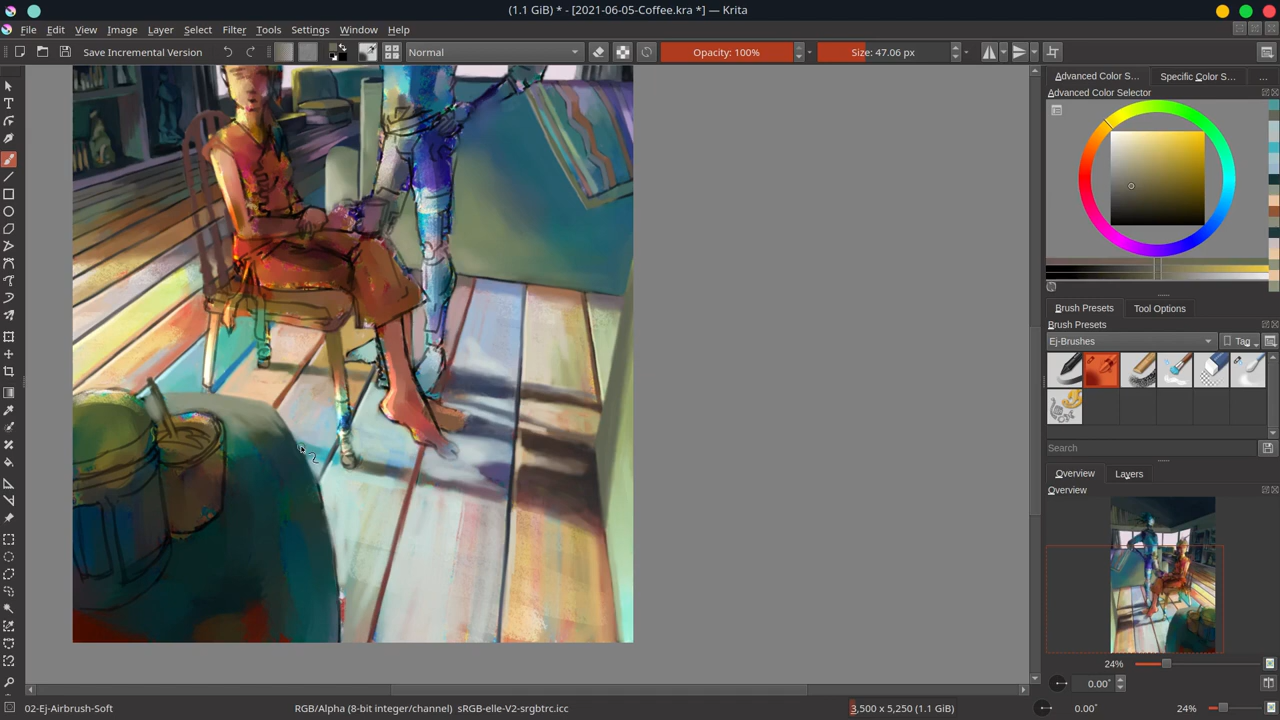 (1.1 GiB) * - [2021-06-05-Coffee.kra *] — Krita
File Edit View Image Layer Select Filter Tools Settings Window Help
Save Incremental Version Normal Opacity: 100% Size: 47.06 px
Advanced Color S... Specific Color S... ...
Advanced Color Selector
Brush Presets Tool Options
Brush Presets
Ej-Brushes Tag
Search
Overview Layers
Overview
24%
0.00°
02-Ej-Airbrush-Soft RGB/Alpha (8-bit integer/channel) sRGB-elle-V2-srgbtrc.icc 3,500 x 5,250 (1.1 GiB) 0.00° 24%